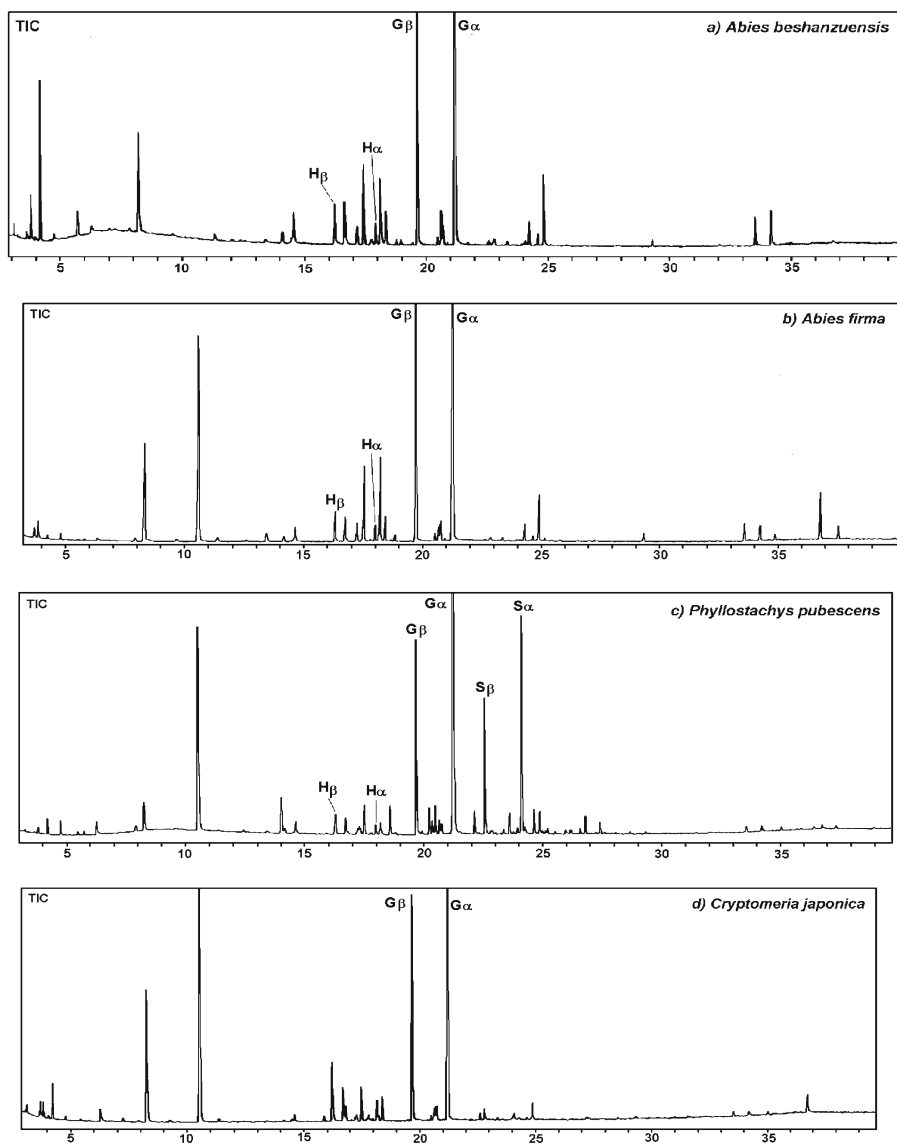 TIC
Gβ
Gα
a) Abies beshanzuensis
Hβ
Hα
5 10 15 20 25 30 35
TIC
Gβ
Gα
b) Abies firma
Hβ
Hα
5 10 15 20 25 30 35
TIC
Gα
Sα
c) Phyllostachys pubescens
Gβ
Sβ
Hβ
Hα
5 10 15 20 25 30 35
TIC
Gβ
Gα
d) Cryptomeria japonica
5 10 15 20 25 30 35